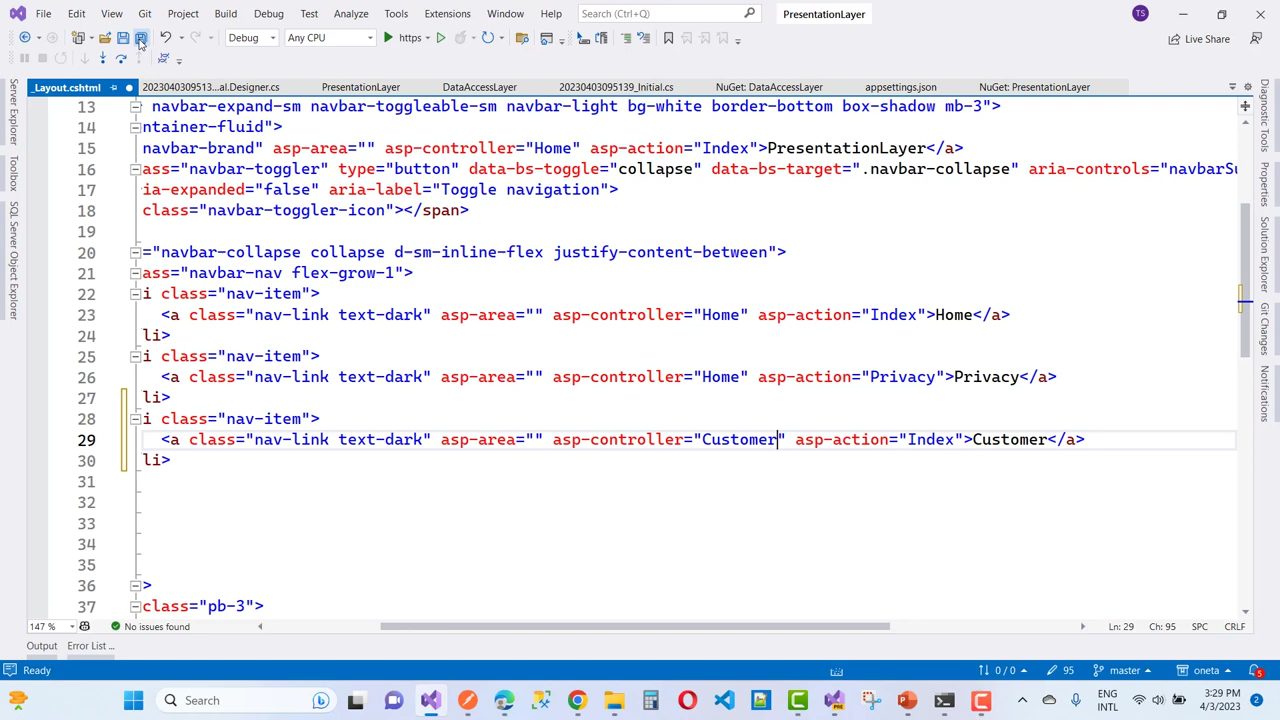 File Edit View Git Project Build Debug Test Analyze Tools Extensions Window Help Search (Ctrl+Q) PresentationLayer TS
Debug Any CPU https Live Share
_Layout.cshtml 2023040309513...al.Designer.cs PresentationLayer DataAccessLayer 20230403095139_Initial.cs NuGet: DataAccessLayer appsettings.json NuGet: PresentationLayer
Server Explorer
Toolbox
SQL Server Object Explorer
13 navbar-expand-sm navbar-toggleable-sm navbar-light bg-white border-bottom box-shadow mb-3">
14 ntainer-fluid">
15 navbar-brand" asp-area="" asp-controller="Home" asp-action="Index">PresentationLayer</a>
16 ass="navbar-toggler" type="button" data-bs-toggle="collapse" data-bs-target=".navbar-collapse" aria-controls="navbarSu
17 ia-expanded="false" aria-label="Toggle navigation">
18 class="navbar-toggler-icon"></span>
19
20 ="navbar-collapse collapse d-sm-inline-flex justify-content-between">
21 ass="navbar-nav flex-grow-1">
22 i class="nav-item">
23 <a class="nav-link text-dark" asp-area="" asp-controller="Home" asp-action="Index">Home</a>
24 li>
25 i class="nav-item">
26 <a class="nav-link text-dark" asp-area="" asp-controller="Home" asp-action="Privacy">Privacy</a>
27 li>
28 i class="nav-item">
29 <a class="nav-link text-dark" asp-area="" asp-controller="Customer" asp-action="Index">Customer</a>
30 li>
31
32
33
34
35
36 >
37 class="pb-3">
Diagnostic Tools
Properties
Solution Explorer
Git Changes
Notifications
147 % No issues found Ln: 29 Ch: 95 SPC CRLF
Output Error List ...
Ready 0 / 0 95 master oneta 5
Search ENG INTL 3:29 PM 4/3/2023 2